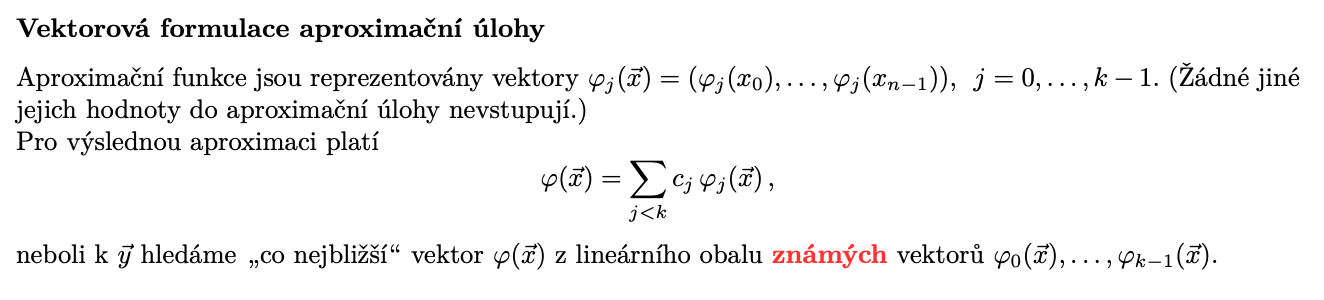 Vektorová formulace aproximační úlohy
Aproximační funkce jsou reprezentovány vektory φ_j(x⃗) = (φ_j(x_0), . . . , φ_j(x_{n−1})), j = 0, . . . , k − 1. (Žádné jiné
jejich hodnoty do aproximační úlohy nevstupují.)
Pro výslednou aproximaci platí
φ(x⃗) = ∑_{j<k} c_j φ_j(x⃗) ,
neboli k y⃗ hledáme „co nejbližší“ vektor φ(x⃗) z lineárního obalu známých vektorů φ_0(x⃗), . . . , φ_{k−1}(x⃗).